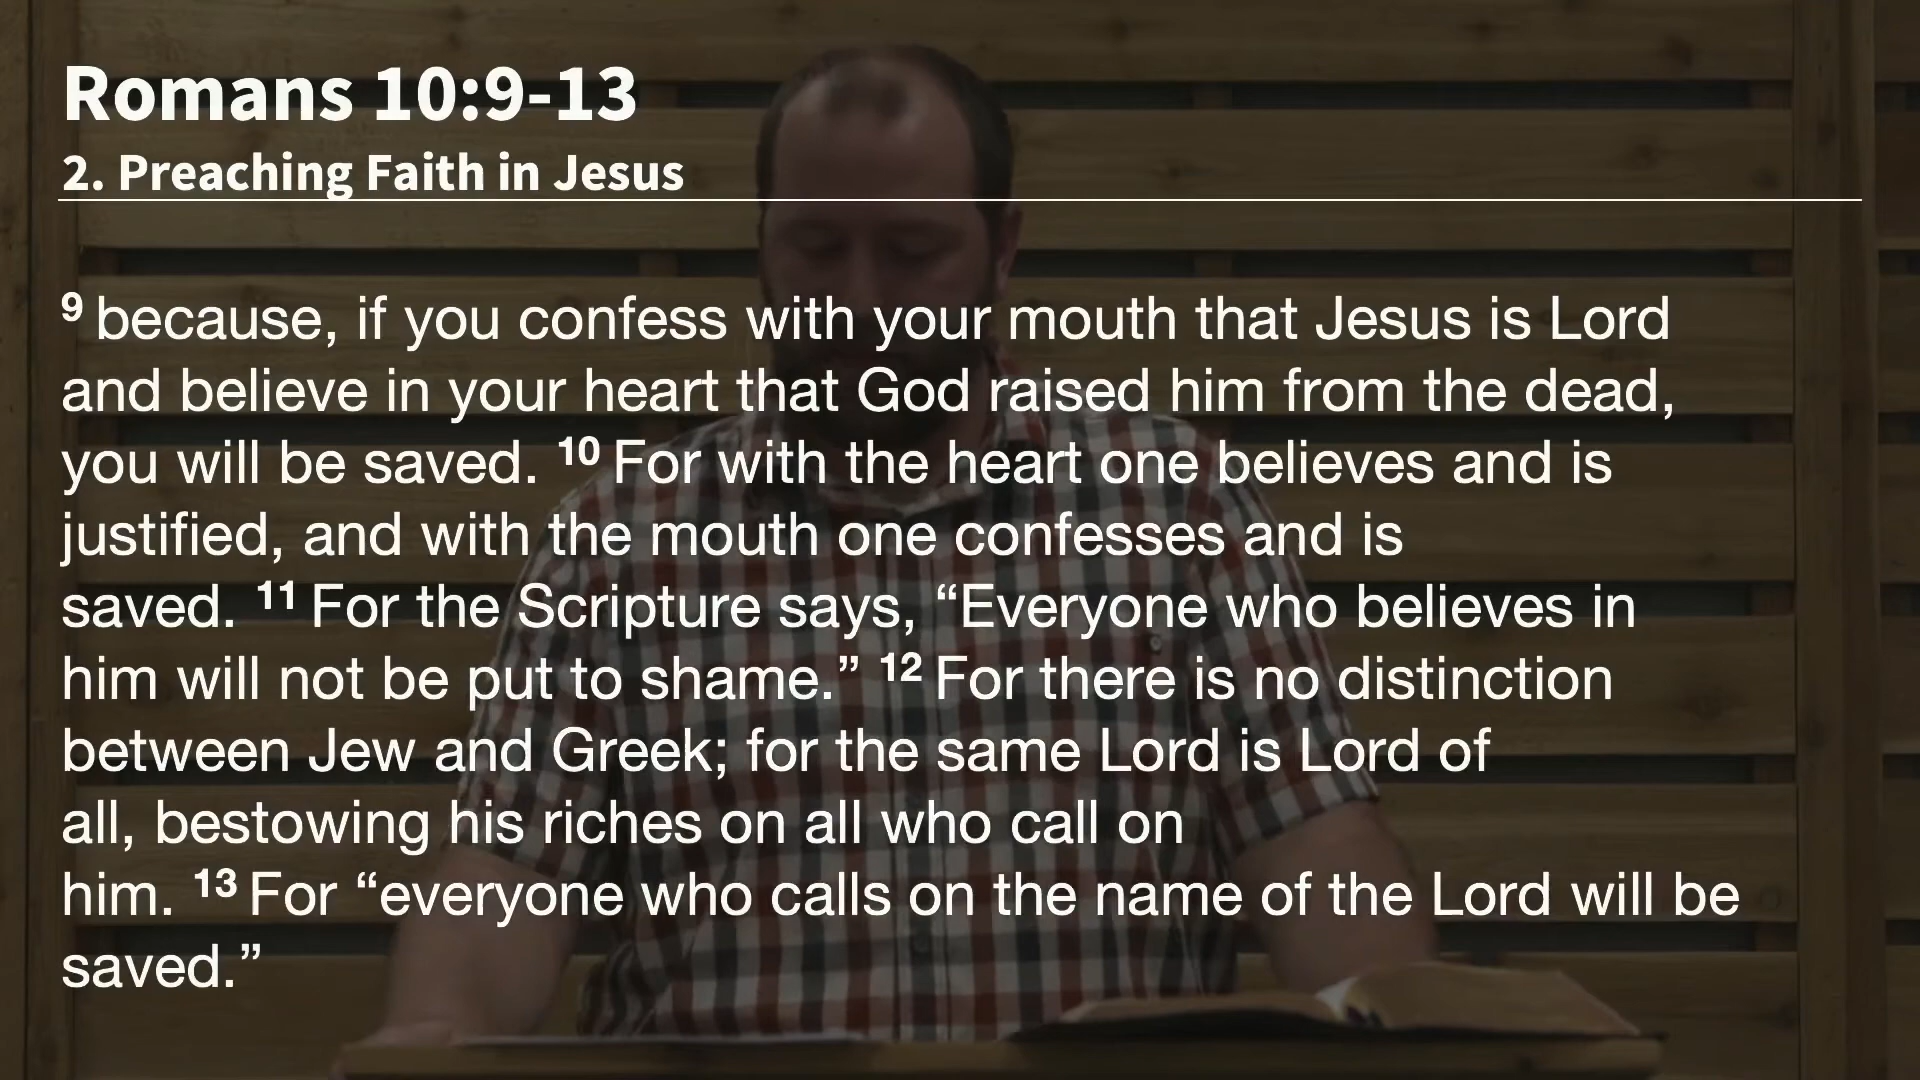 Romans 10:9-13
2. Preaching Faith in Jesus
9 because, if you confess with your mouth that Jesus is Lord
and believe in your heart that God raised him from the dead,
you will be saved. 10 For with the heart one believes and is
justified, and with the mouth one confesses and is
saved. 11 For the Scripture says, “Everyone who believes in
him will not be put to shame.” 12 For there is no distinction
between Jew and Greek; for the same Lord is Lord of
all, bestowing his riches on all who call on
him. 13 For “everyone who calls on the name of the Lord will be
saved.”